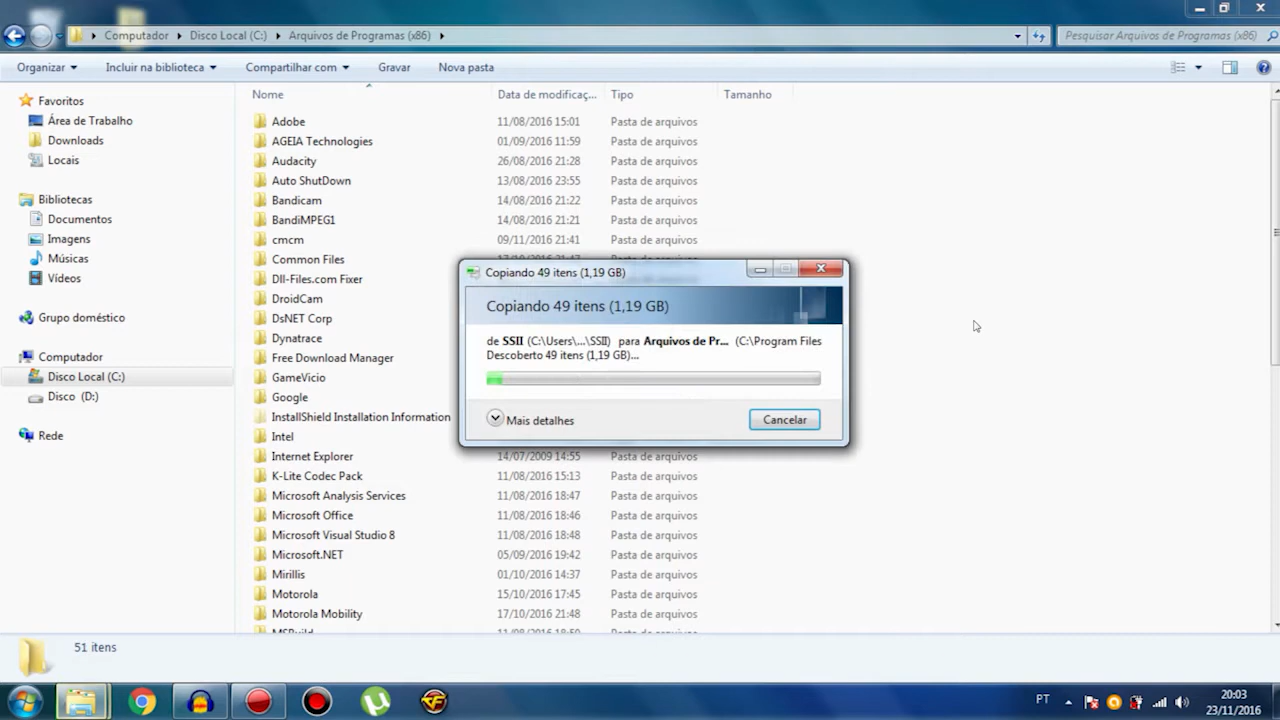 Computador
Disco Local (C:)
Arquivos de Programas (x86)
Pesquisar Arquivos de Programas (x86)
Organizar
Incluir na biblioteca
Compartilhar com
Gravar
Nova pasta
Nome
Data de modificaç...
Tipo
Tamanho
Favoritos
Área de Trabalho
Downloads
Locais
Bibliotecas
Documentos
Imagens
Músicas
Vídeos
Grupo doméstico
Computador
Disco Local (C:)
Disco (D:)
Rede
Adobe 11/08/2016 15:01 Pasta de arquivos
AGEIA Technologies 01/09/2016 11:59 Pasta de arquivos
Audacity 26/08/2016 21:28 Pasta de arquivos
Auto ShutDown 13/08/2016 23:55 Pasta de arquivos
Bandicam 14/08/2016 21:22 Pasta de arquivos
BandiMPEG1 14/08/2016 21:21 Pasta de arquivos
cmcm 09/11/2016 21:41 Pasta de arquivos
Common Files
Dll-Files.com Fixer
DroidCam
DsNET Corp
Dynatrace
Free Download Manager
GameVicio
Google
InstallShield Installation Information
Intel
Internet Explorer 14/07/2009 14:55 Pasta de arquivos
K-Lite Codec Pack 11/08/2016 15:13 Pasta de arquivos
Microsoft Analysis Services 11/08/2016 18:47 Pasta de arquivos
Microsoft Office 11/08/2016 18:46 Pasta de arquivos
Microsoft Visual Studio 8 11/08/2016 18:48 Pasta de arquivos
Microsoft.NET 05/09/2016 19:42 Pasta de arquivos
Mirillis 01/10/2016 14:37 Pasta de arquivos
Motorola 15/10/2016 17:45 Pasta de arquivos
Motorola Mobility 17/10/2016 21:48 Pasta de arquivos
MSBuild 11/08/2016 18:50 Pasta de arquivos
Copiando 49 itens (1,19 GB)
Copiando 49 itens (1,19 GB)
de SSII (C:\Users\...\SSII) para Arquivos de Pr... (C:\Program Files
Descoberto 49 itens (1,19 GB)...
Mais detalhes
Cancelar
51 itens
PT
20:03
23/11/2016